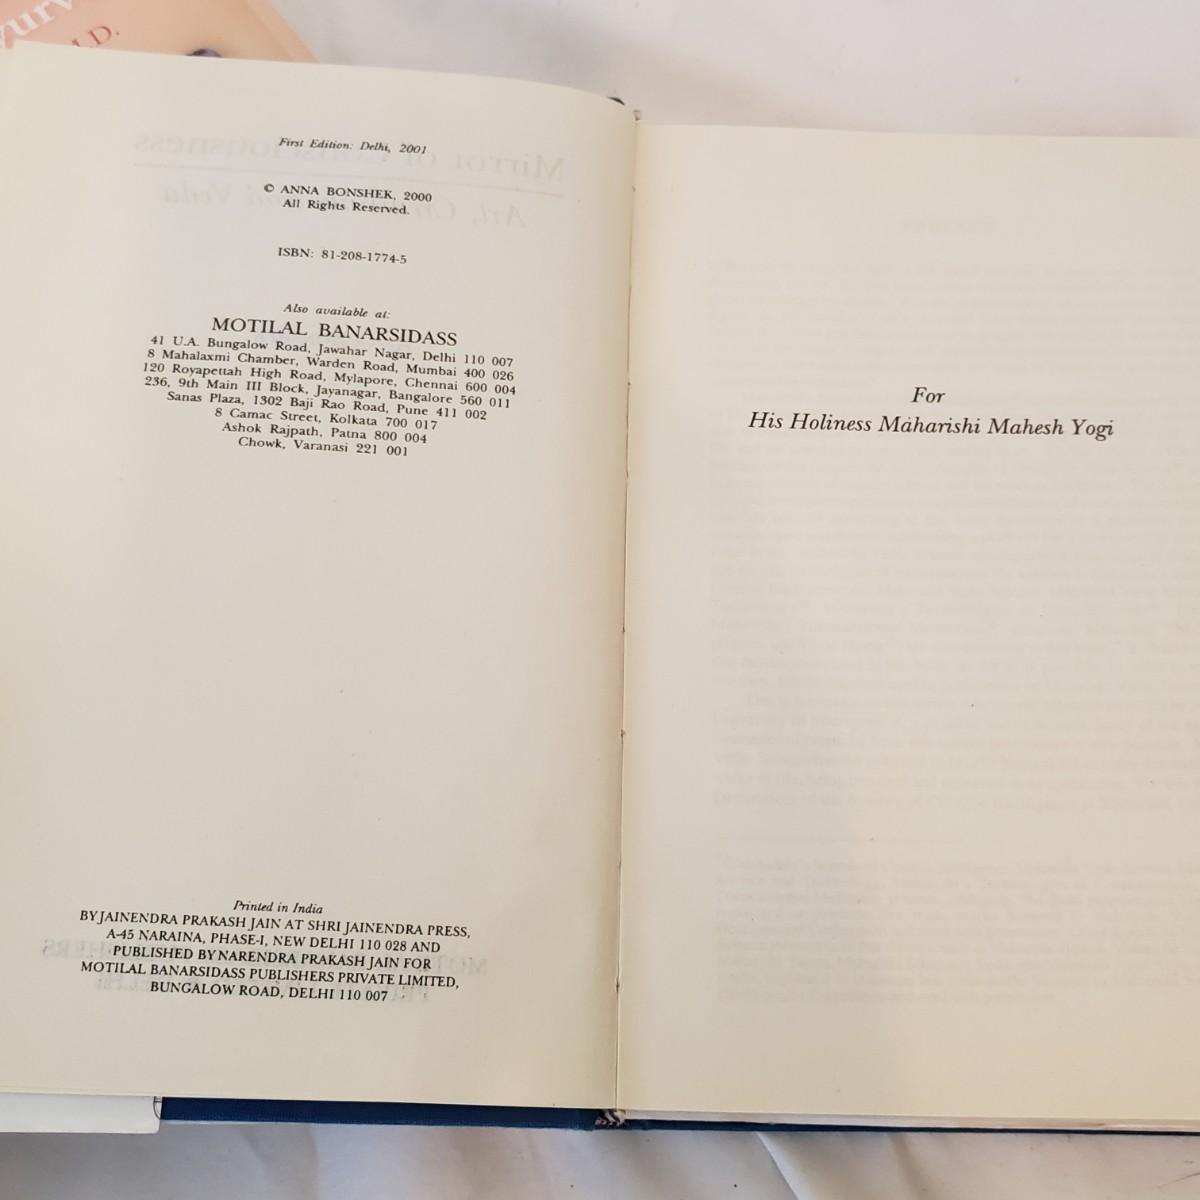 First Edition: Delhi, 2001
© ANNA BONSHEK, 2000
All Rights Reserved.
ISBN: 81-208-1774-5
Also available at:
MOTILAL BANARSIDASS
41 U.A. Bungalow Road, Jawahar Nagar, Delhi 110 007
8 Mahalaxmi Chamber, Warden Road, Mumbai 400 026
120 Royapettah High Road, Mylapore, Chennai 600 004
236, 9th Main III Block, Jayanagar, Bangalore 560 011
Sanas Plaza, 1302 Baji Rao Road, Pune 411 002
8 Camac Street, Kolkata 700 017
Ashok Rajpath, Patna 800 004
Chowk, Varanasi 221 001
Printed in India
BY JAINENDRA PRAKASH JAIN AT SHRI JAINENDRA PRESS,
A-45 NARAINA, PHASE-I, NEW DELHI 110 028 AND
PUBLISHED BY NARENDRA PRAKASH JAIN FOR
MOTILAL BANARSIDASS PUBLISHERS PRIVATE LIMITED,
BUNGALOW ROAD, DELHI 110 007
For
His Holiness Maharishi Mahesh Yogi